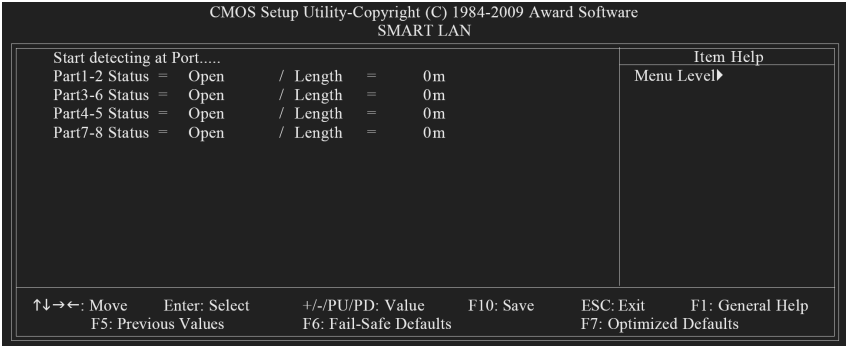 CMOS Setup Utility-Copyright (C) 1984-2009 Award Software
SMART LAN
Start detecting at Port.....
Part1-2 Status = Open / Length = 0m
Part3-6 Status = Open / Length = 0m
Part4-5 Status = Open / Length = 0m
Part7-8 Status = Open / Length = 0m
Item Help
Menu Level▶
↑↓→←: Move Enter: Select +/-/PU/PD: Value F10: Save ESC: Exit F1: General Help
F5: Previous Values F6: Fail-Safe Defaults F7: Optimized Defaults